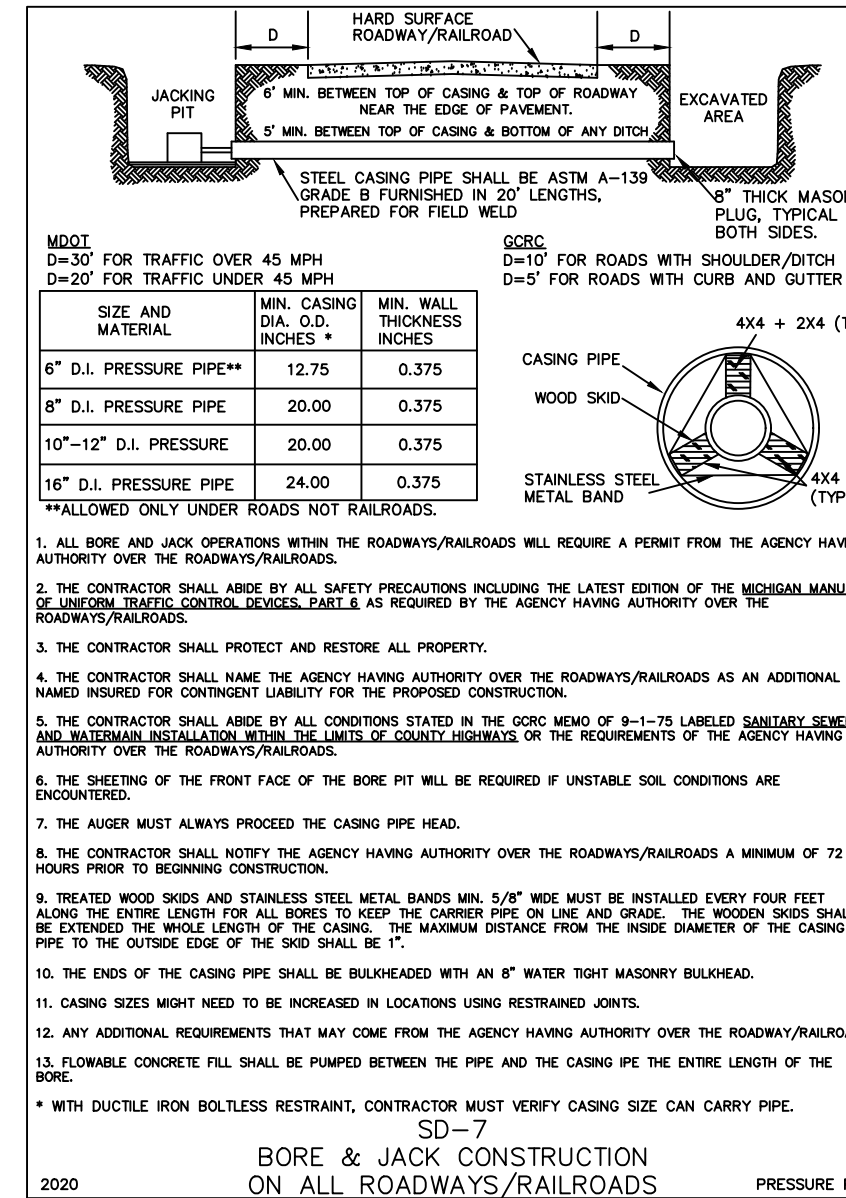 HARD SURFACE
ROADWAY/RAILROAD
D
D
JACKING
PIT
6' MIN. BETWEEN TOP OF CASING & TOP OF ROADWAY
NEAR THE EDGE OF PAVEMENT.
5' MIN. BETWEEN TOP OF CASING & BOTTOM OF ANY DITCH
EXCAVATED
AREA
STEEL CASING PIPE SHALL BE ASTM A-139
GRADE B FURNISHED IN 20' LENGTHS,
PREPARED FOR FIELD WELD
8" THICK
PLUG, TYPICAL
BOTH SIDES.
MDOT
D=30' FOR TRAFFIC OVER 45 MPH
D=20' FOR TRAFFIC UNDER 45 MPH
GCRC
D=10' FOR ROADS WITH SHOULDER/DITCH
D=5' FOR ROADS WITH CURB AND GUTTER
SIZE AND
MATERIAL
MIN. CASING
DIA. O.D.
INCHES *
MIN. WALL
THICKNESS
INCHES
6" D.I. PRESSURE PIPE** 12.75 0.375
8" D.I. PRESSURE PIPE 20.00 0.375
10"-12" D.I. PRESSURE 20.00 0.375
16" D.I. PRESSURE PIPE 24.00 0.375
**ALLOWED ONLY UNDER ROADS NOT RAILROADS.
4X4 + 2X4
CASING PIPE
WOOD SKID
STAINLESS STEEL
METAL BAND
4X4
(TYP
1. ALL BORE AND JACK OPERATIONS WITHIN THE ROADWAYS/RAILROADS WILL REQUIRE A PERMIT FROM THE AGENCY
AUTHORITY OVER THE ROADWAYS/RAILROADS.
2. THE CONTRACTOR SHALL ABIDE BY ALL SAFETY PRECAUTIONS INCLUDING THE LATEST EDITION OF THE MICHIGAN
OF UNIFORM TRAFFIC CONTROL DEVICES, PART 6 AS REQUIRED BY THE AGENCY HAVING AUTHORITY OVER THE
ROADWAYS/RAILROADS.
3. THE CONTRACTOR SHALL PROTECT AND RESTORE ALL PROPERTY.
4. THE CONTRACTOR SHALL NAME THE AGENCY HAVING AUTHORITY OVER THE ROADWAYS/RAILROADS AS AN ADDITIONAL
NAMED INSURED FOR CONTINGENT LIABILITY FOR THE PROPOSED CONSTRUCTION.
5. THE CONTRACTOR SHALL ABIDE BY ALL CONDITIONS STATED IN THE GCRC MEMO OF 9-1-75 LABELED SANITARY
AND WATERMAIN INSTALLATION WITHIN THE LIMITS OF COUNTY HIGHWAYS OR THE REQUIREMENTS OF THE AGENCY HAVING
AUTHORITY OVER THE ROADWAYS/RAILROADS.
6. THE SHEETING OF THE FRONT FACE OF THE BORE PIT WILL BE REQUIRED IF UNSTABLE SOIL CONDITIONS ARE
ENCOUNTERED.
7. THE AUGER MUST ALWAYS PROCEED THE CASING PIPE HEAD.
8. THE CONTRACTOR SHALL NOTIFY THE AGENCY HAVING AUTHORITY OVER THE ROADWAYS/RAILROADS A MINIMUM OF 72
HOURS PRIOR TO BEGINNING CONSTRUCTION.
9. TREATED WOOD SKIDS AND STAINLESS STEEL METAL BANDS MIN. 5/8" WIDE MUST BE INSTALLED EVERY FOUR FEET
ALONG THE ENTIRE LENGTH FOR ALL BORES TO KEEP THE CARRIER PIPE ON LINE AND GRADE. THE WOODEN SKIDS
BE EXTENDED THE WHOLE LENGTH OF THE CASING. THE MAXIMUM DISTANCE FROM THE INSIDE DIAMETER OF THE CASING
PIPE TO THE OUTSIDE EDGE OF THE SKID SHALL BE 1".
10. THE ENDS OF THE CASING PIPE SHALL BE BULKHEADED WITH AN 8" WATER TIGHT MASONRY BULKHEAD.
11. CASING SIZES MIGHT NEED TO BE INCREASED IN LOCATIONS USING RESTRAINED JOINTS.
12. ANY ADDITIONAL REQUIREMENTS THAT MAY COME FROM THE AGENCY HAVING AUTHORITY OVER THE
13. FLOWABLE CONCRETE FILL SHALL BE PUMPED BETWEEN THE PIPE AND THE CASING IPE THE ENTIRE LENGTH OF THE
BORE.
* WITH DUCTILE IRON BOLTLESS RESTRAINT, CONTRACTOR MUST VERIFY CASING SIZE CAN CARRY PIPE.
SD-7
BORE & JACK CONSTRUCTION
ON ALL ROADWAYS/RAILROADS
2020
PRESSURE